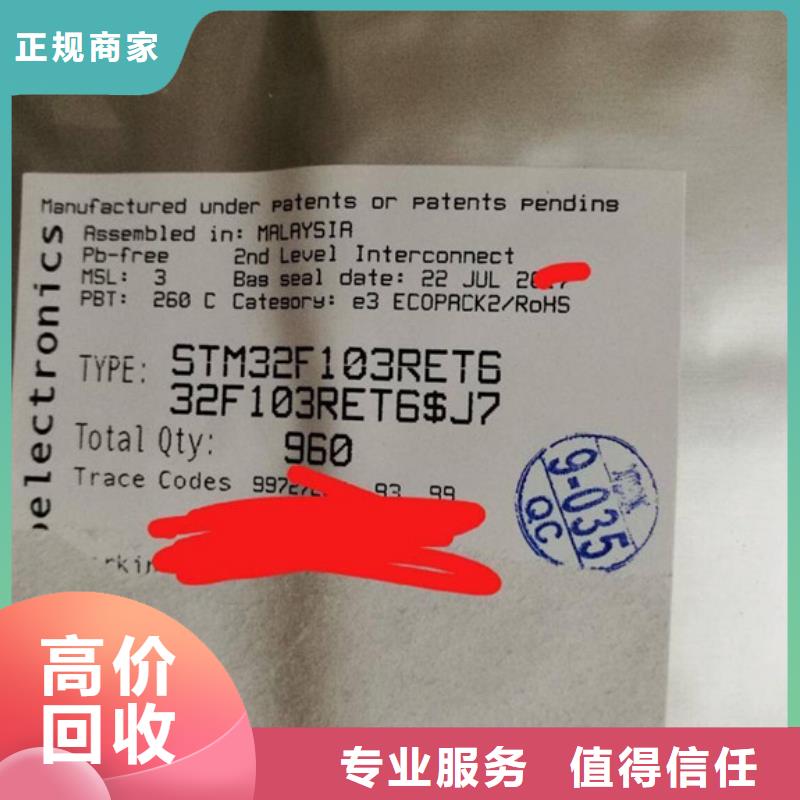 正规商家
Manufactured under patents or patents pending
Assembled in: MALAYSIA
Pb-free 2nd Level Interconnect
MSL: 3 Bag seal date: 22 JUL
PBT: 260 C Category: e3 ECOPACK2/RoHS
electronics
TYPE: STM32F103RET6
32F103RET6$J7
Total Qty: 960
Trace Codes 93 99
9-035
QC
高价
回收
专业服务 值得信任